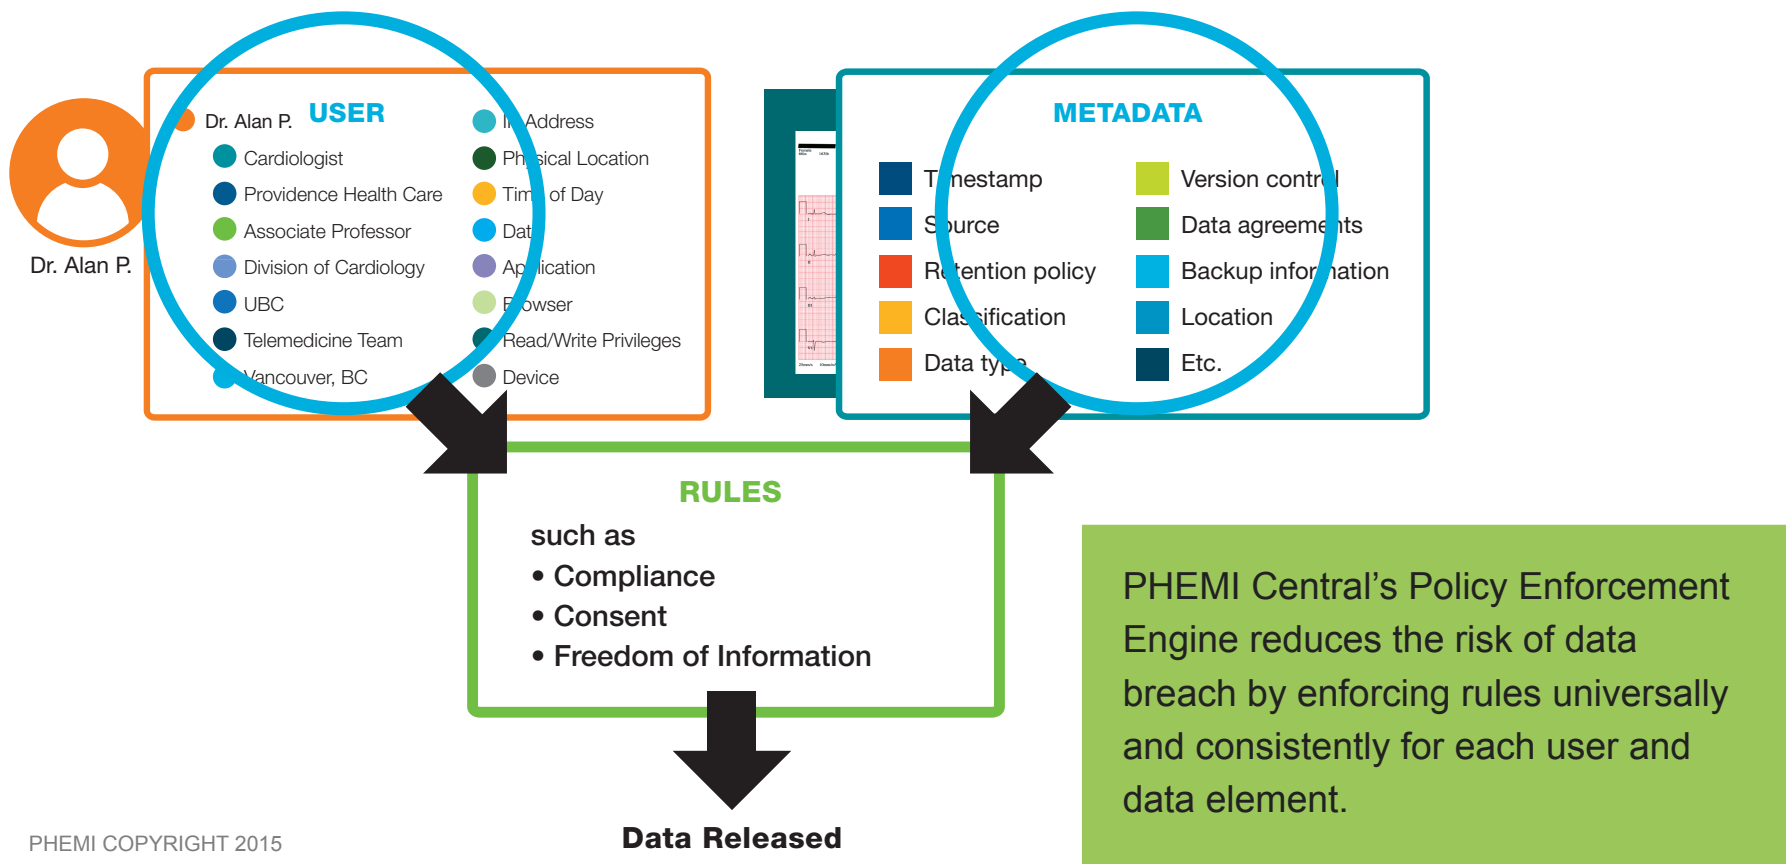 USER
Dr. Alan P.
Cardiologist
Providence Health Care
Associate Professor
Division of Cardiology
UBC
Telemedicine Team
Vancouver, BC
IP Address
Physical Location
Time of Day
Date
Application
Browser
Read/Write Privileges
Device
Dr. Alan P.
METADATA
Timestamp
Source
Retention policy
Classification
Data type
Version control
Data agreements
Backup information
Location
Etc.
RULES
such as
• Compliance
• Consent
• Freedom of Information
Data Released
PHEMI Central’s Policy Enforcement
Engine reduces the risk of data
breach by enforcing rules universally
and consistently for each user and
data element.
PHEMI COPYRIGHT 2015